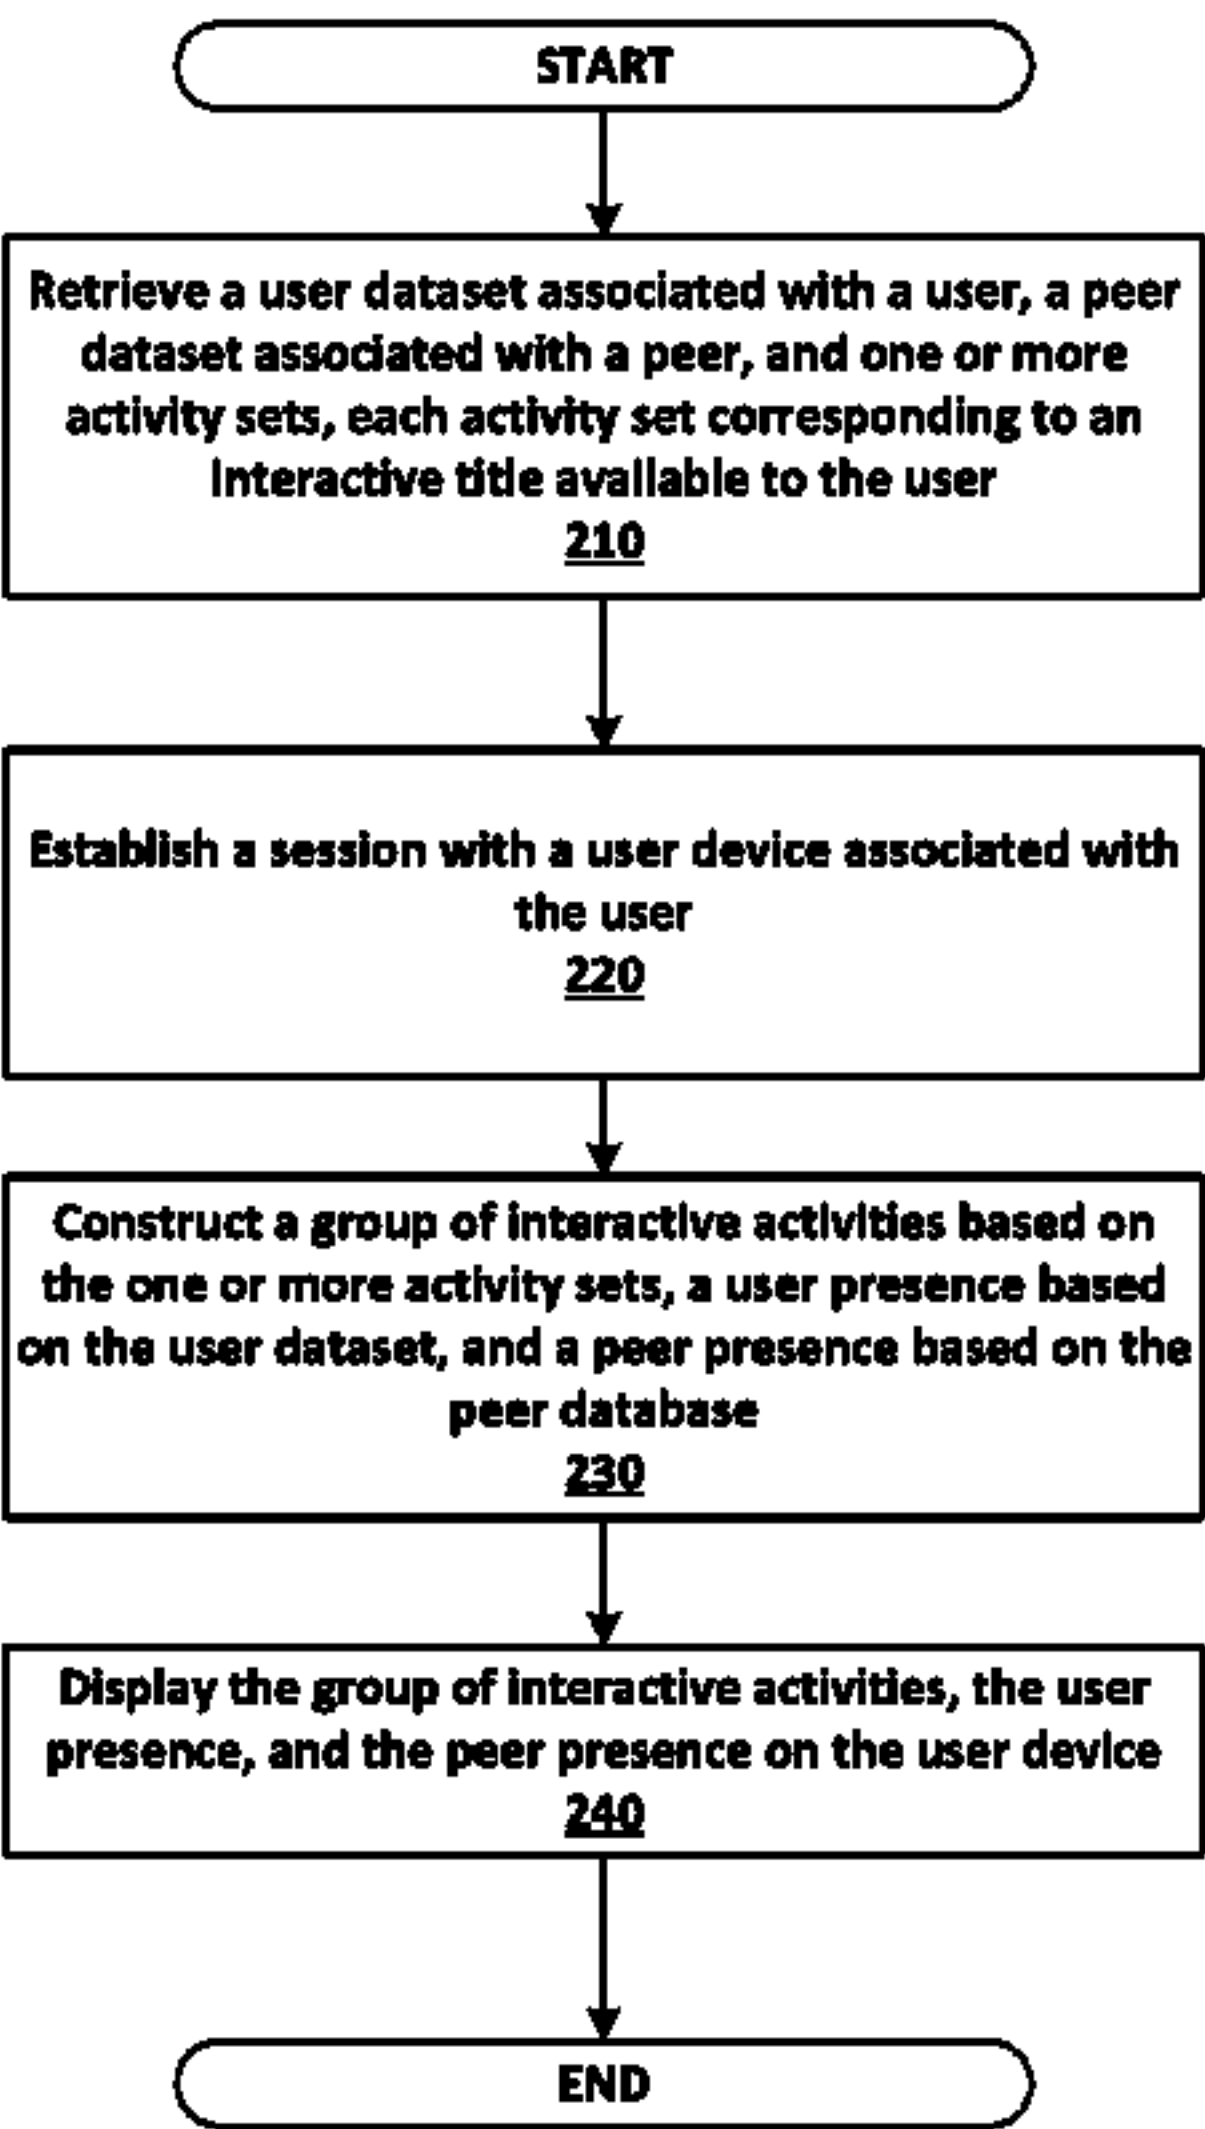 START
Retrieve a user dataset associated with a user, a peer
dataset associated with a peer, and one or more
activity sets, each activity set corresponding to an
interactive title available to the user
210
Establish a session with a user device associated with
the user
220
Construct a group of interactive activities based on
the one or more activity sets, a user presence based
on the user dataset, and a peer presence based on the
peer database
230
Display the group of interactive activities, the user
presence, and the peer presence on the user device
240
END